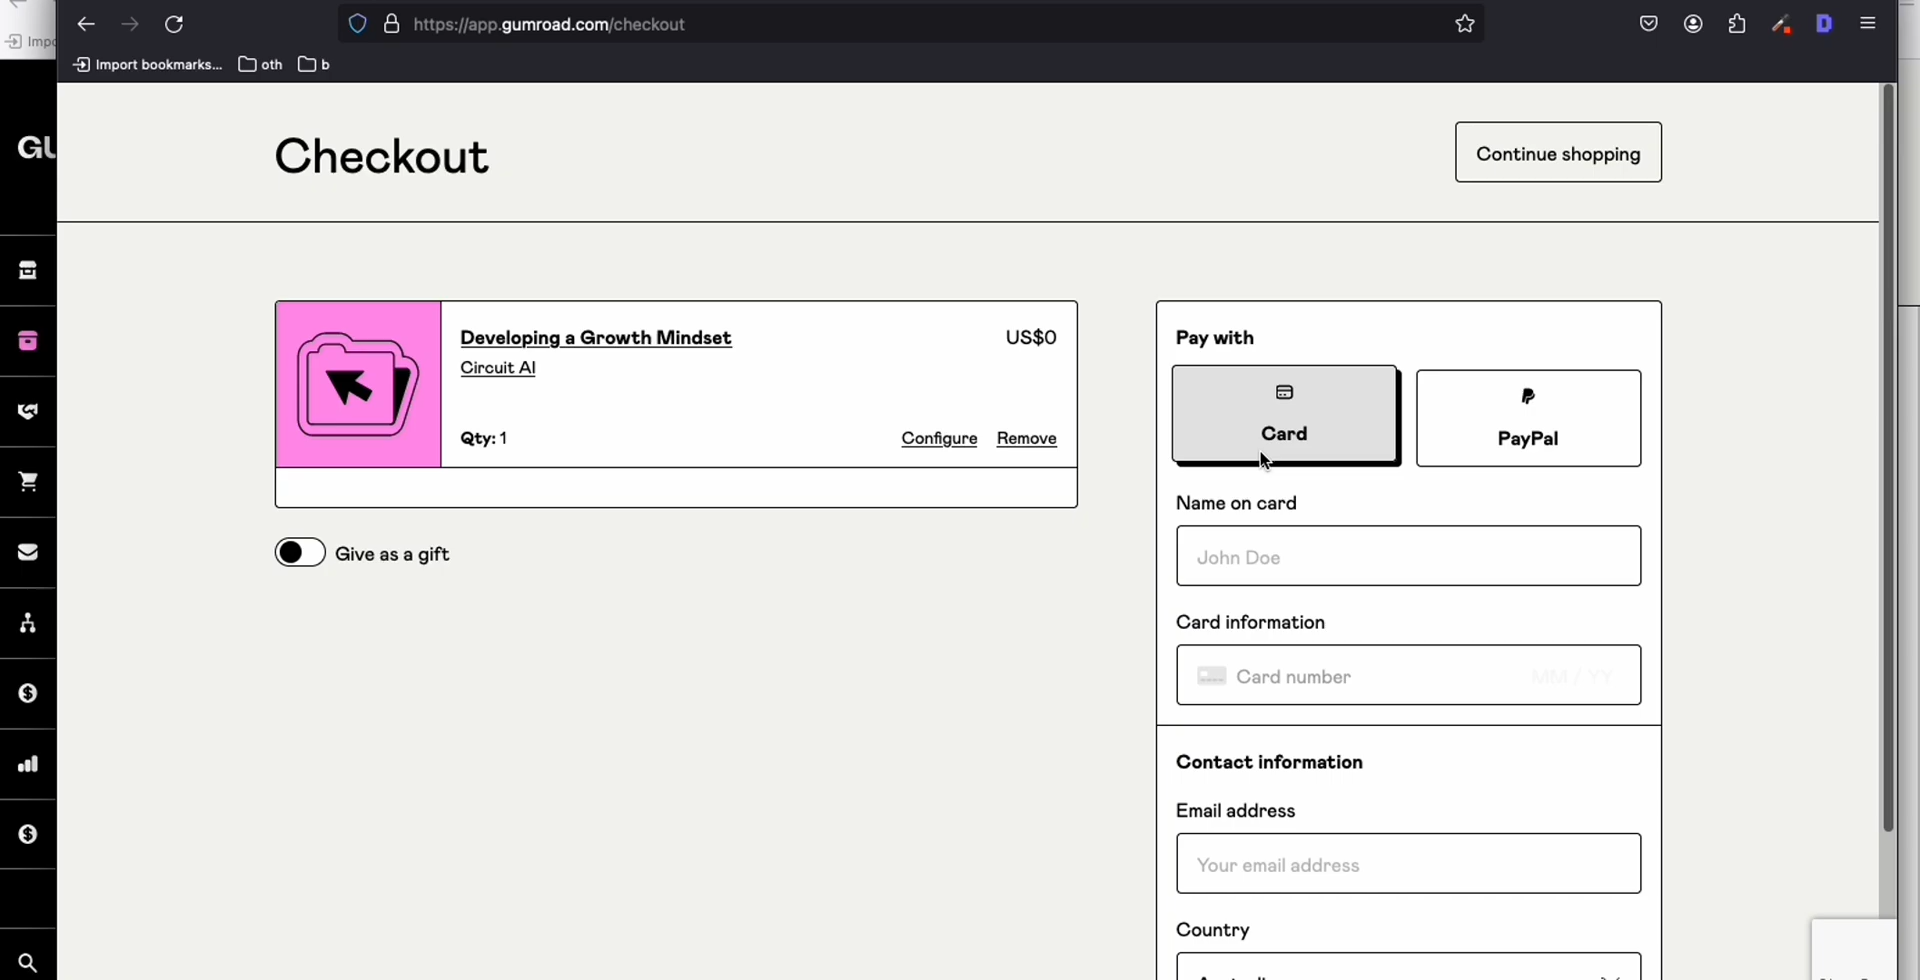 Impo
https://app.gumroad.com/checkout
Import bookmarks...
oth
b
GU
Checkout
Continue shopping
Developing a Growth Mindset
US$0
Circuit AI
Qty: 1
Configure
Remove
Give as a gift
Pay with
Card
PayPal
Name on card
John Doe
Card information
Card number
MM / YY
Contact information
Email address
Your email address
Country